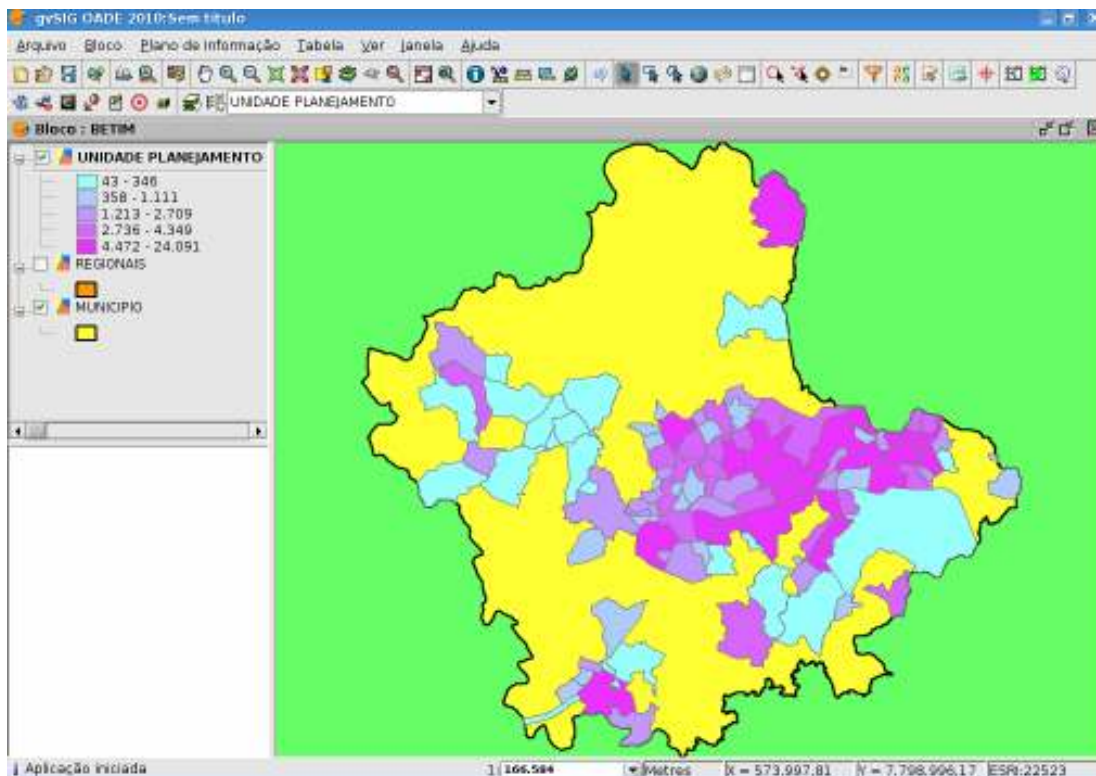 gvSIG OADE 2010:Sem título
Arquivo Bloco Plano de Informação Tabela Ver Janela Ajuda
UNIDADE PLANEJAMENTO
Bloco : BETIM
UNIDADE PLANEJAMENTO
43 - 346
358 - 1.111
1.213 - 2.709
2.736 - 4.349
4.472 - 24.091
REGIONAIS
MUNICIPIO
Aplicação iniciada
1: 166.584 Metres X = 573.997,81 Y = 7.798.996,17 ESRI:22523